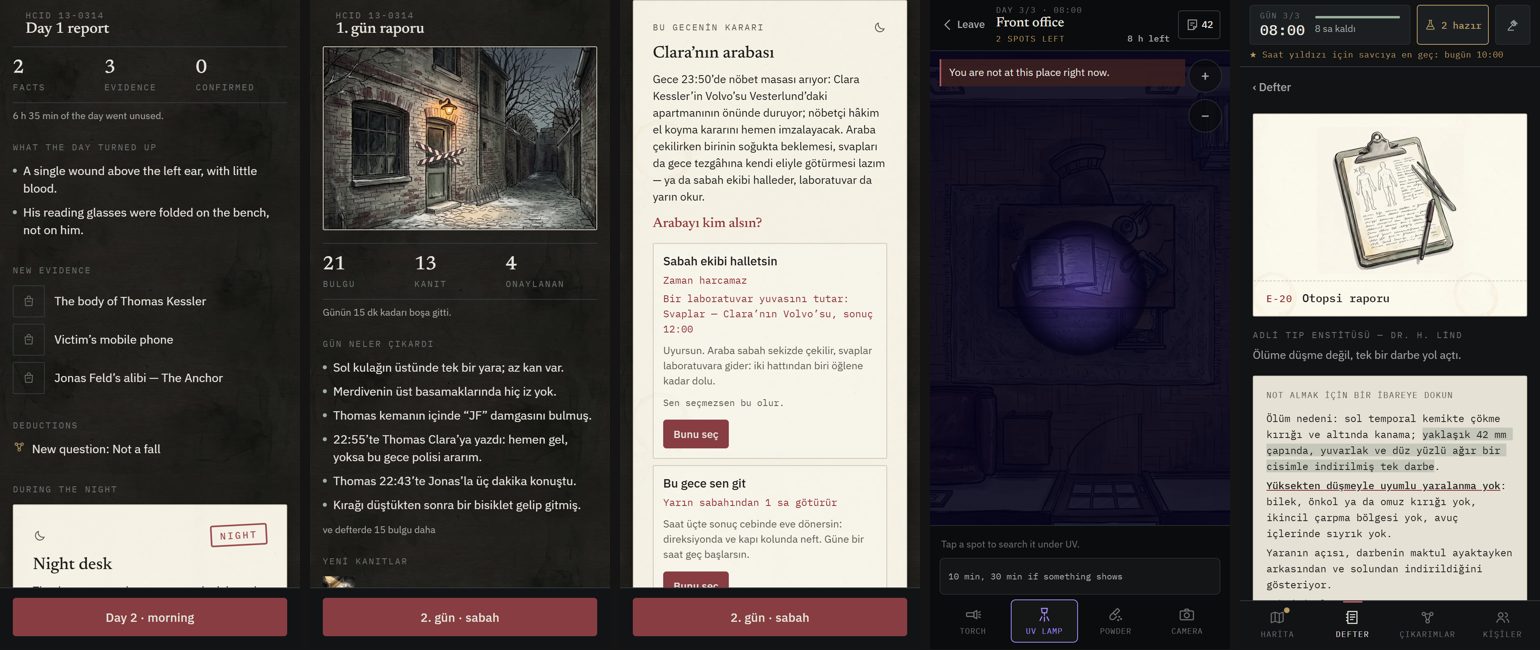 HCID 13-0314
Day 1 report
2
3
0
FACTS
EVIDENCE
CONFIRMED
6 h 35 min of the day went unused.
WHAT THE DAY TURNED UP
• A single wound above the left ear, with little
blood.
• His reading glasses were folded on the bench,
not on him.
NEW EVIDENCE
The body of Thomas Kessler
Victim's mobile phone
Jonas Feld's alibi — The Anchor
DEDUCTIONS
New question: Not a fall
DURING THE NIGHT
NIGHT
Night desk
Day 2 · morning
HCID 13-0314
1. gün raporu
21
13
4
BULGU
KANIT
ONAYLANAN
Günün 15 dk kadarı boşa gitti.
GÜN NELER ÇIKARDI
• Sol kulağın üstünde tek bir yara; az kan var.
• Merdivenin üst basamaklarında hiç iz yok.
• Thomas kemanın içinde “JF” damgasını bulmuş.
• 22:55’te Thomas Clara’ya yazdı: hemen gel,
yoksa bu gece polisi ararım.
• Thomas 22:43’te Jonas’la üç dakika konuştu.
• Kırağı düştükten sonra bir bisiklet gelip gitmiş.
ve defterde 15 bulgu daha
YENİ KANITLAR
2. gün · sabah
BU GECENİN KARARI
Clara’nın arabası
Gece 23:50’de nöbet masası arıyor: Clara
Kessler’in Volvo’su Vesterlund’daki
apartmanının önünde duruyor; nöbetçi hâkim
el koyma kararını hemen imzalayacak. Araba
çekilirken birinin soğukta beklemesi, svapları
da gece tezgâhına kendi eliyle götürmesi lazım
— ya da sabah ekibi halleder, laboratuvar da
yarın okur.
Arabayı kim alsın?
Sabah ekibi halletsin
Zaman harcamaz
Bir laboratuvar yuvasını tutar:
Svaplar — Clara’nın Volvo’su, sonuç
12:00
Uyursun. Araba sabah sekizde çekilir, svaplar
laboratuvara gider: iki hattından biri öğlene
kadar dolu.
Sen seçmezsen bu olur.
Bunu seç
Bu gece sen git
Yarın sabahından 1 sa götürür
Saat üçte sonuç cebinde eve dönersin:
direksiyonda ve kapı kolunda neft. Güne bir
saat geç başlarsın.
Bunu seç
2. gün · sabah
Leave
DAY 3/3 · 08:00
Front office
2 SPOTS LEFT
8 h left
42
You are not at this place right now.
+
−
Tap a spot to search it under UV.
10 min, 30 min if something shows
TORCH
UV LAMP
POWDER
CAMERA
GÜN 3/3
08:00
8 sa kaldı
2 hazır
★ Saat yıldızı için savcıya en geç: bugün 10:00
‹ Defter
E-20 Otopsi raporu
ADLİ TIP ENSTİTÜSÜ — DR. H. LİND
Ölüme düşme değil, tek bir darbe yol açtı.
NOT ALMAK İÇİN BİR İBAREYE DOKUN
Ölüm nedeni: sol temporal kemikte çökme
kırığı ve altında kanama; yaklaşık 42 mm
çapında, yuvarlak ve düz yüzlü ağır bir
cisimle indirilmiş tek darbe.
Yüksekten düşmeyle uyumlu yaralanma yok:
bilek, önkol ya da omuz kırığı yok,
ikincil çarpma bölgesi yok, avuç
içlerinde sıyrık yok.
Yaranın açısı, darbenin maktul ayaktayken
arkasından ve solundan indirildiğini
gösteriyor.
HARİTA
DEFTER
ÇIKARIMLAR
KİŞİLER